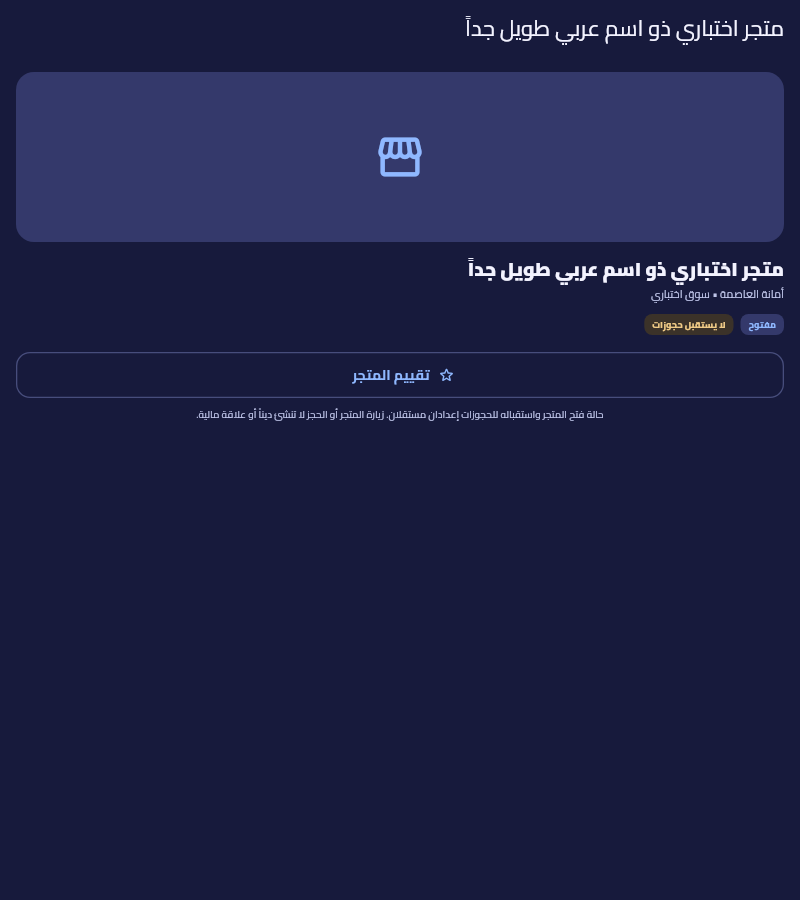 متجر اختباري ذو اسم عربي طويل جداً
متجر اختباري ذو اسم عربي طويل جداً
أمانة العاصمة • سوق اختباري
مفتوح
لا يستقبل حجوزات
تقييم المتجر
حالة فتح المتجر واستقباله للحجوزات إعدادان مستقلان. زيارة المتجر أو الحجز لا تنشئ ديناً أو علاقة مالية.